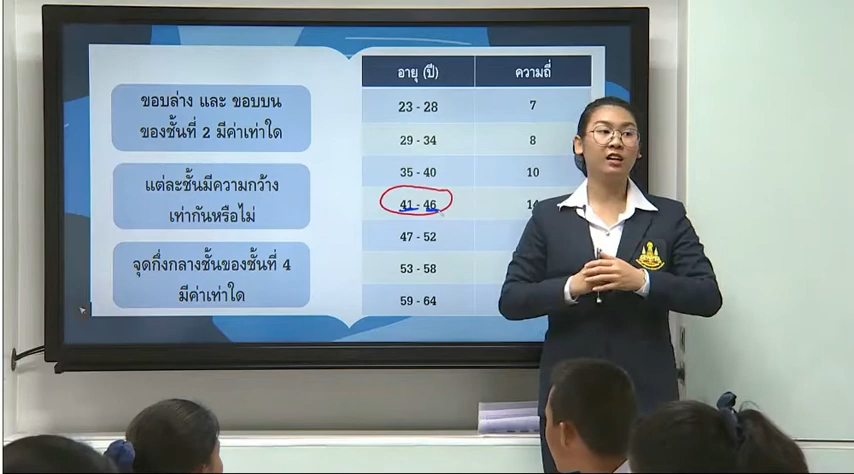 ขอบล่าง และ ขอบบน
ของชั้นที่ 2 มีค่าเท่าใด
แต่ละชั้นมีความกว้าง
เท่ากันหรือไม่
จุดกึ่งกลางชั้นของชั้นที่ 4
มีค่าเท่าใด
อายุ (ปี) ความถี่
23 - 28 7
29 - 34 8
35 - 40 10
41 - 46 14
47 - 52
53 - 58
59 - 64